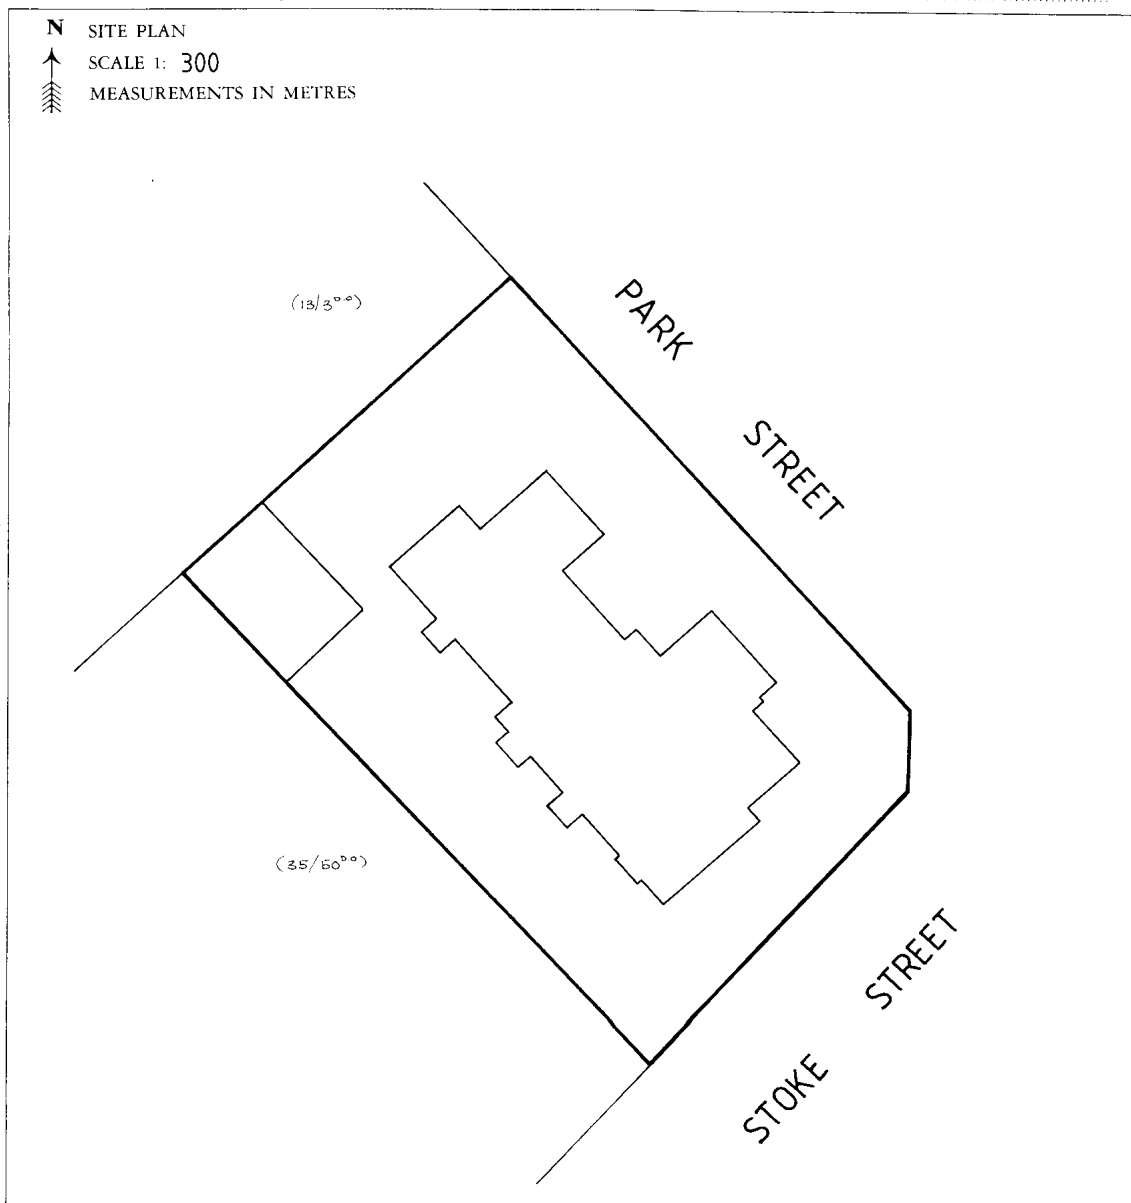 N SITE PLAN
SCALE 1: 300
MEASUREMENTS IN METRES
(13/3⁰⁰)
PARK STREET
(35/50⁰⁰)
STOKE STREET